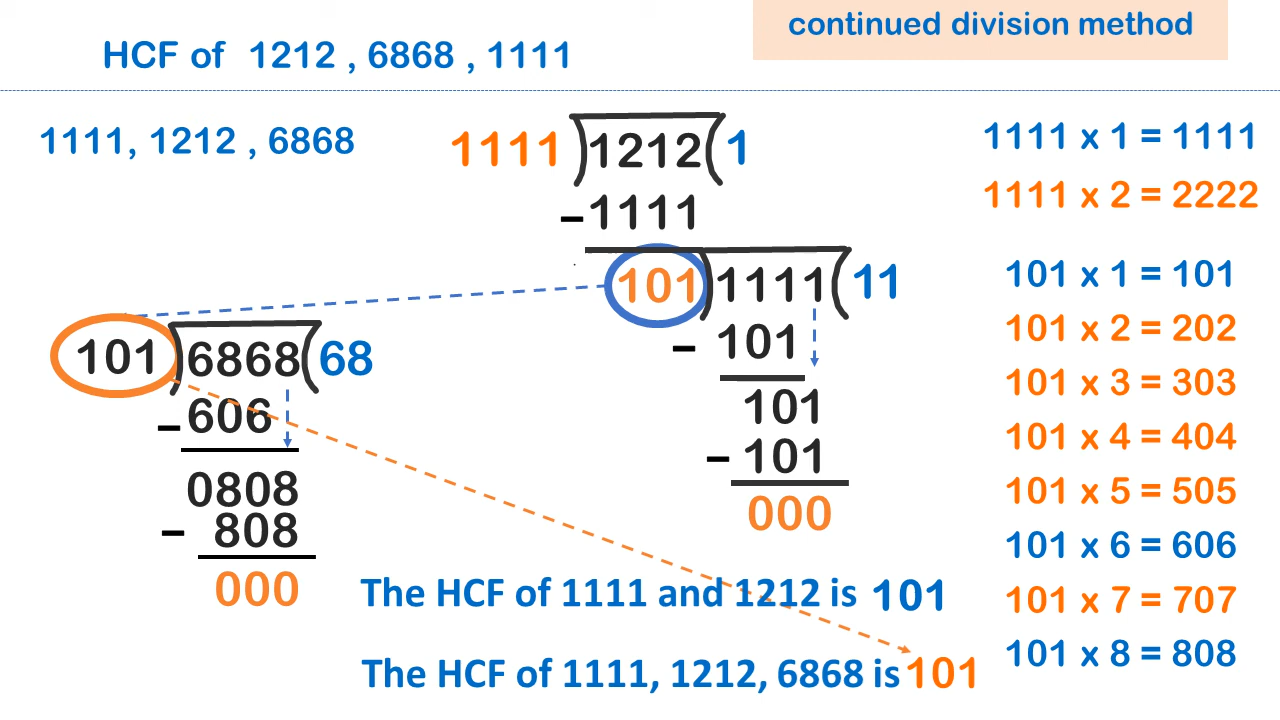 continued division method
HCF of 1212 , 6868 , 1111
1111, 1212 , 6868
1111 ) 1212 ( 1
– 1111
101 ) 1111 ( 11
– 101
101
– 101
000
101 ) 6868 ( 68
– 606
0808
– 808
000
1111 x 1 = 1111
1111 x 2 = 2222
101 x 1 = 101
101 x 2 = 202
101 x 3 = 303
101 x 4 = 404
101 x 5 = 505
101 x 6 = 606
101 x 7 = 707
101 x 8 = 808
The HCF of 1111 and 1212 is 101
The HCF of 1111, 1212, 6868 is 101